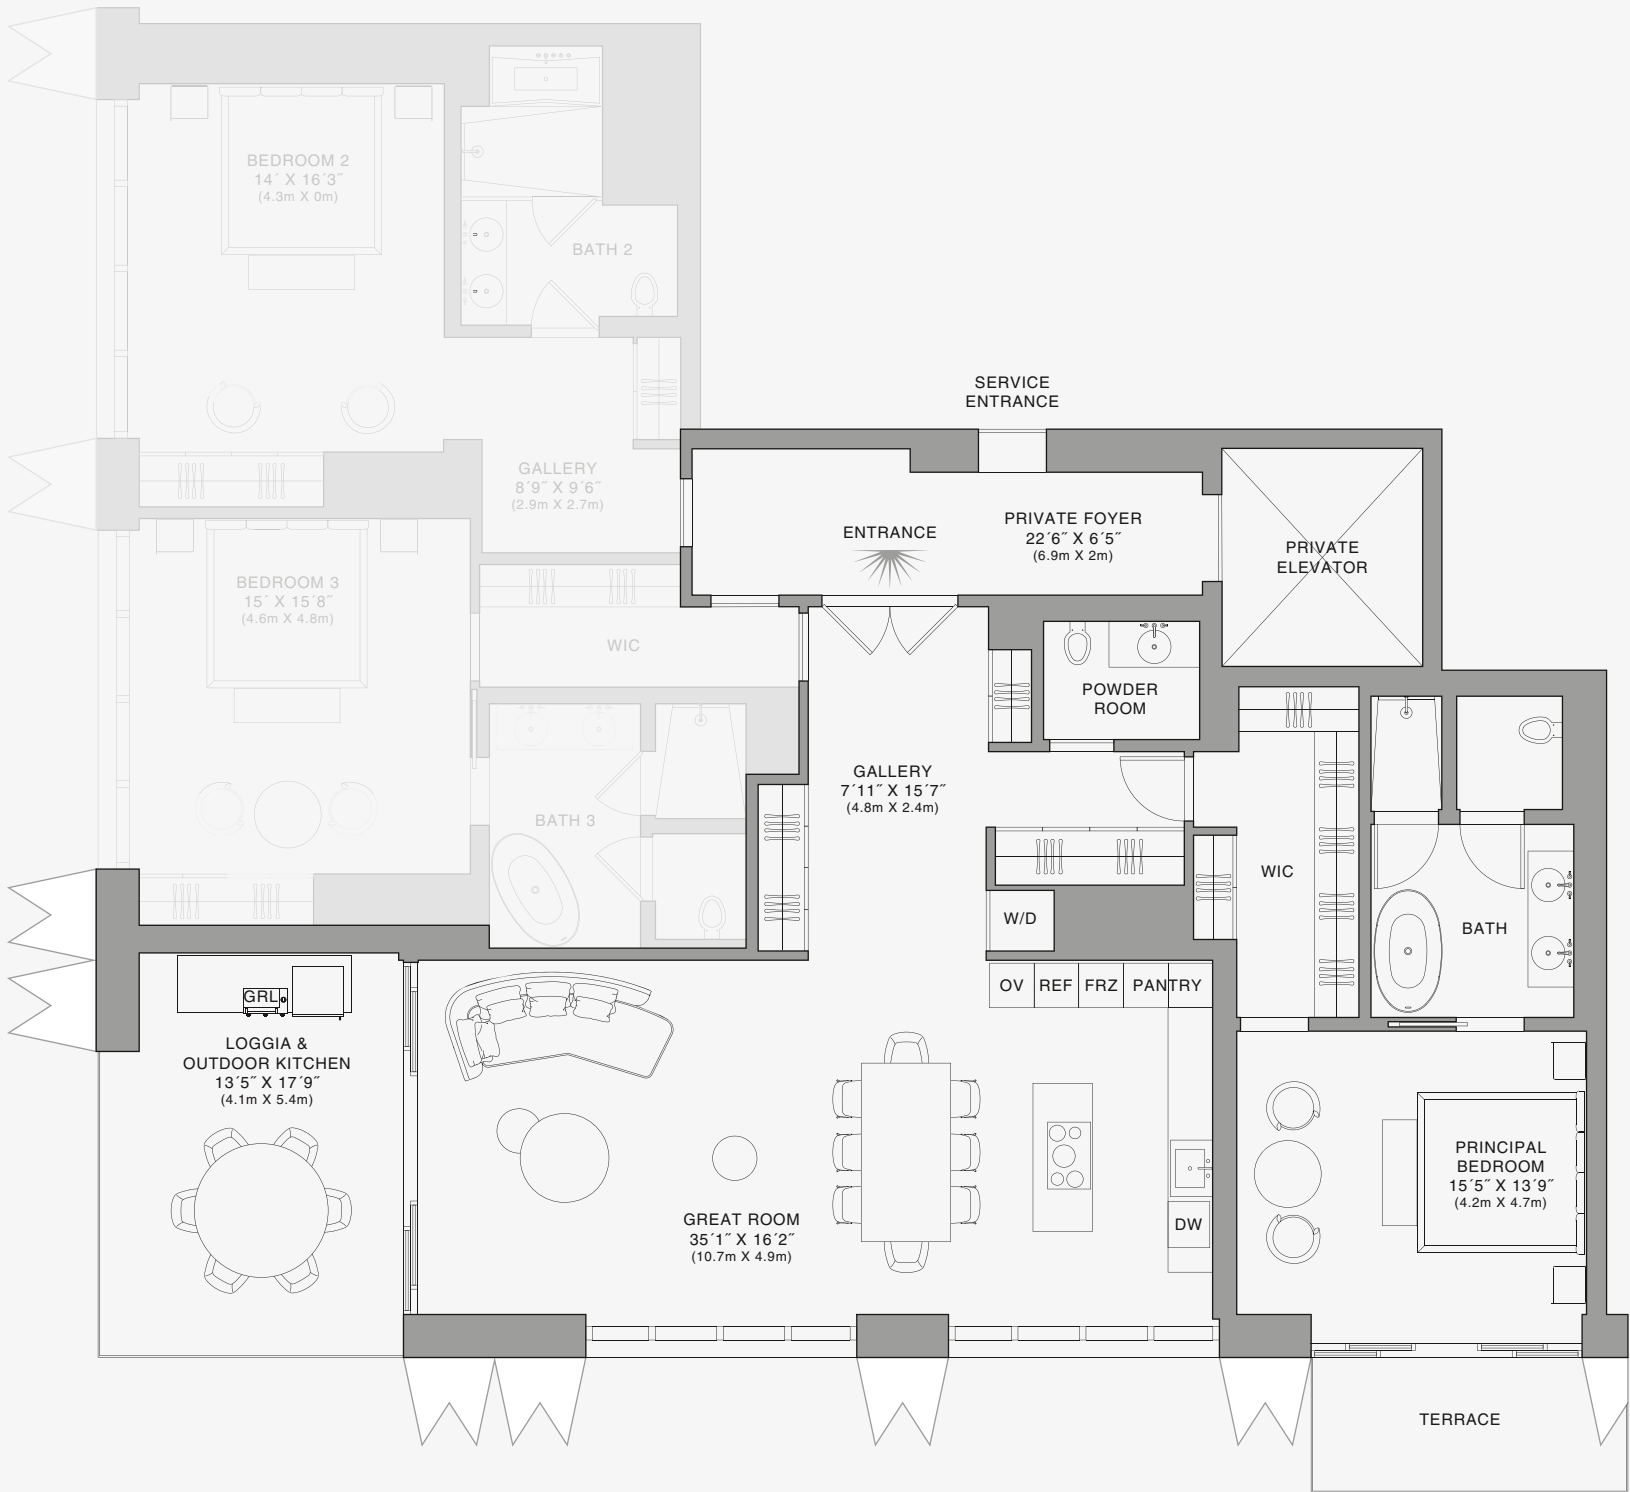 BEDROOM 2
14´ X 16´3˝
(4.3m X 0m)
BATH 2
SERVICE
ENTRANCE
GALLERY
8´9˝ X 9´6˝
(2.9m X 2.7m)
ENTRANCE
PRIVATE FOYER
22´6˝ X 6´5˝
(6.9m X 2m)
PRIVATE
ELEVATOR
BEDROOM 3
15´ X 15´8˝
(4.6m X 4.8m)
WIC
POWDER
ROOM
GALLERY
7´11˝ X 15´7˝
(4.8m X 2.4m)
BATH 3
WIC
W/D
BATH
OV
REF
FRZ
PANTRY
GRL
LOGGIA &
OUTDOOR KITCHEN
13´5˝ X 17´9˝
(4.1m X 5.4m)
PRINCIPAL
BEDROOM
15´5˝ X 13´9˝
(4.2m X 4.7m)
GREAT ROOM
35´1˝ X 16´2˝
(10.7m X 4.9m)
DW
TERRACE